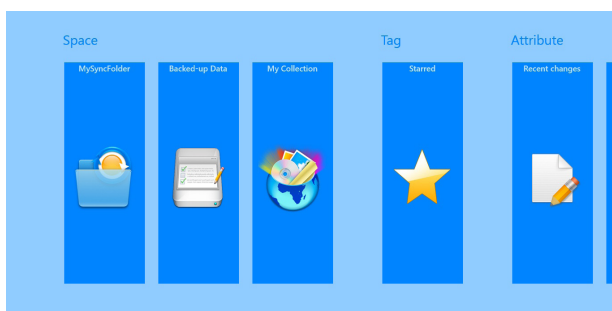 Space
Tag
Attribute
MySyncFolder
Backed-up Data
My Collection
Starred
Recent changes